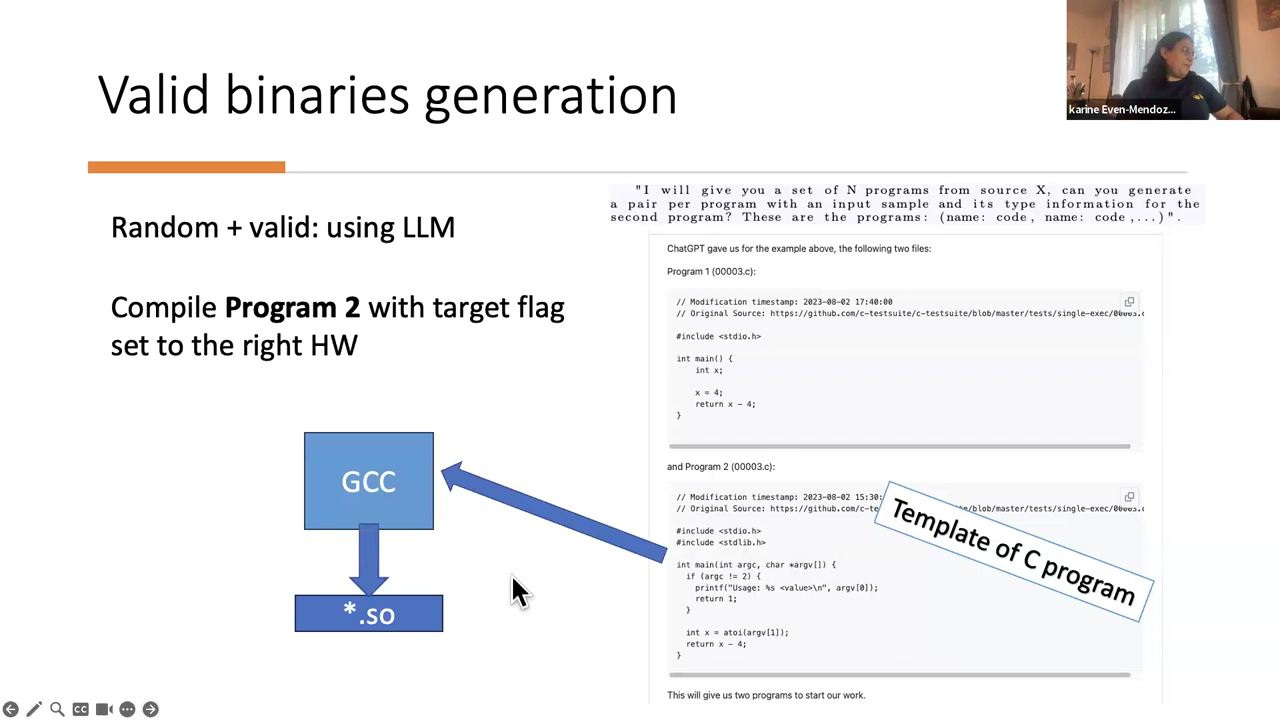 Valid binaries generation
karine Even-Mendoz...
Random + valid: using LLM
Compile Program 2 with target flag
set to the right HW
GCC
*.so
"I will give you a set of N programs from source X, can you generate
a pair per program with an input sample and its type information for the
second program? These are the programs: (name: code, name: code,...)".
ChatGPT gave us for the example above, the following two files:
Program 1 (00003.c):
// Modification timestamp: 2023-08-02 17:40:00
// Original Source: https://github.com/c-testsuite/c-testsuite/blob/master/tests/single-exec/00003.c
#include <stdio.h>
int main() {
int x;
x = 4;
return x - 4;
}
and Program 2 (00003.c):
// Modification timestamp: 2023-08-02 15:30:
// Original Source: https://github.com/c-te suite/c-testsuite/blob/master/tests/single-exec/00003.c
#include <stdio.h>
#include <stdlib.h>
int main(int argc, char *argv[]) {
if (argc != 2) {
printf("Usage: %s <value>\n", argv[0]);
return 1;
}
int x = atoi(argv[1]);
return x - 4;
}
Template of C program
This will give us two programs to start our work.
CC